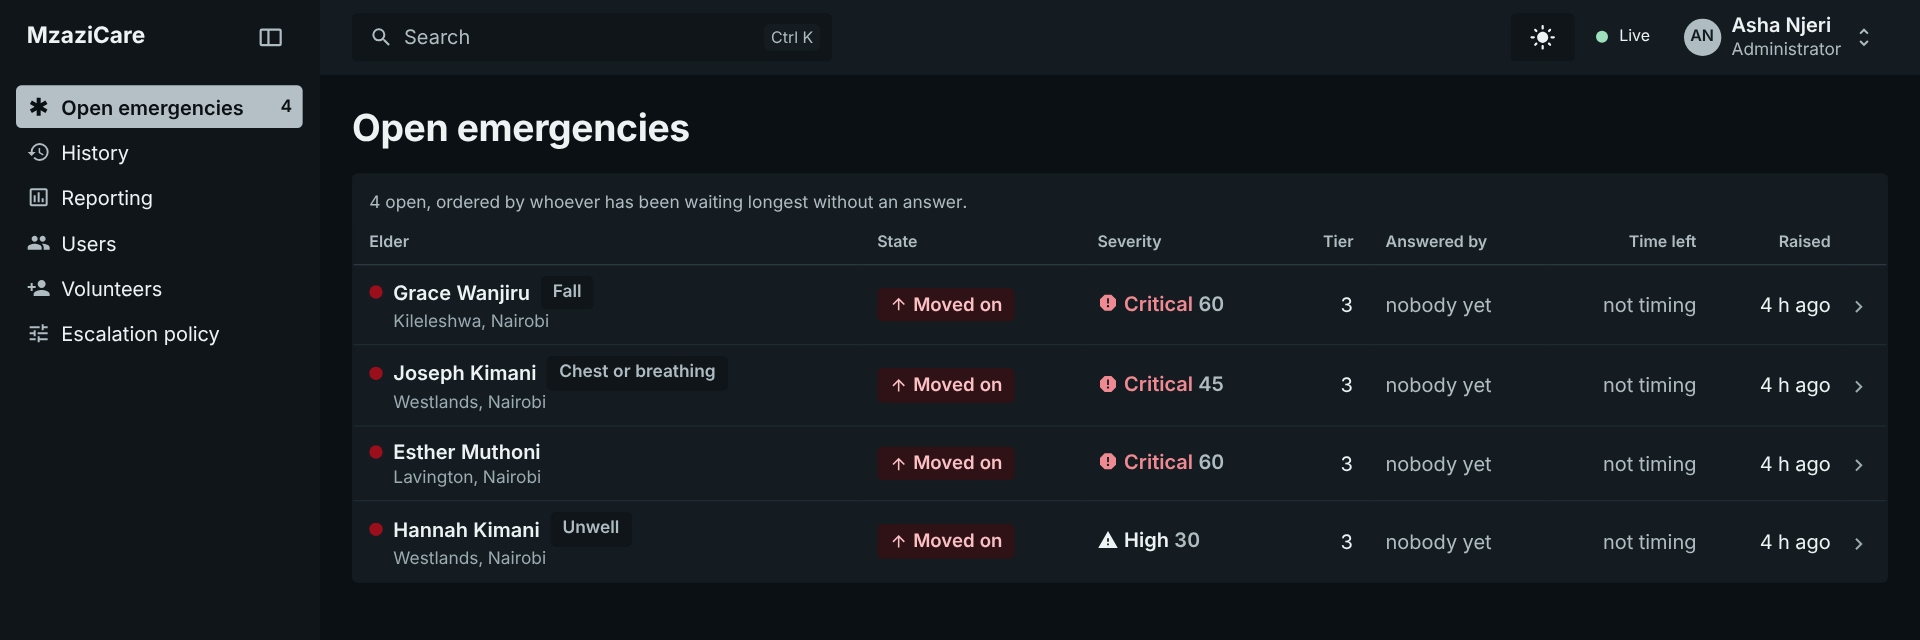 MzaziCare
Search
Ctrl K
Live
AN
Asha Njeri
Administrator
Open emergencies 4
History
Reporting
Users
Volunteers
Escalation policy
Open emergencies
4 open, ordered by whoever has been waiting longest without an answer.
Elder State Severity Tier Answered by Time left Raised
Grace Wanjiru Fall Moved on Critical 60 3 nobody yet not timing 4 h ago
Kileleshwa, Nairobi
Joseph Kimani Chest or breathing Moved on Critical 45 3 nobody yet not timing 4 h ago
Westlands, Nairobi
Esther Muthoni Moved on Critical 60 3 nobody yet not timing 4 h ago
Lavington, Nairobi
Hannah Kimani Unwell Moved on High 30 3 nobody yet not timing 4 h ago
Westlands, Nairobi